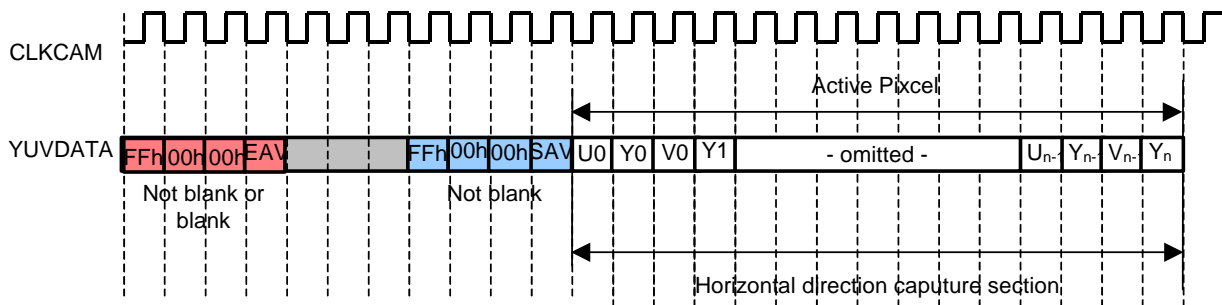 CLKCAM
Active Pixcel
YUVDATA FFh 00h 00h EAV FFh 00h 00h SAV U0 Y0 V0 Y1 - omitted - Un-1 Yn-1 Vn-1 Yn
Not blank or
blank
Not blank
Horizontal direction caputure section